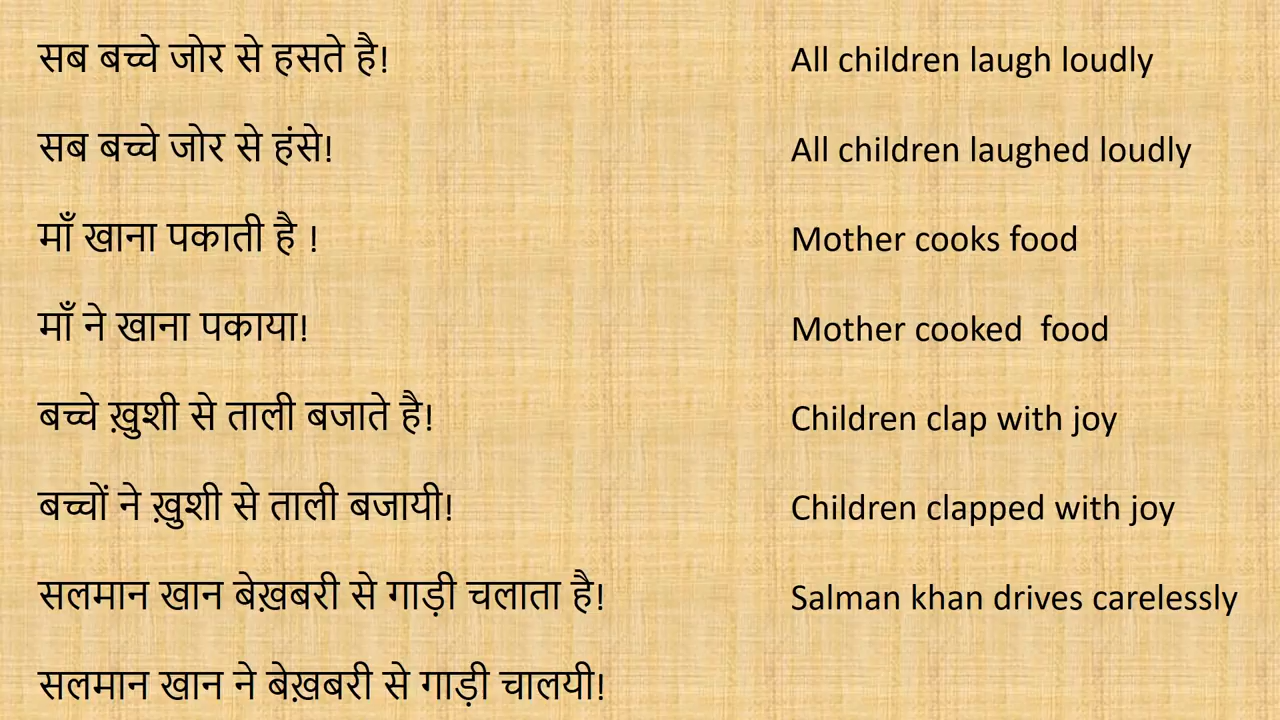 सब बच्चे जोर से हसते है! All children laugh loudly
सब बच्चे जोर से हंसे! All children laughed loudly
माँ खाना पकाती है ! Mother cooks food
माँ ने खाना पकाया! Mother cooked  food
बच्चे ख़ुशी से ताली बजाते है! Children clap with joy
बच्चों ने ख़ुशी से ताली बजायी! Children clapped with joy
सलमान खान बेख़बरी से गाड़ी चलाता है! Salman khan drives carelessly
सलमान खान ने बेख़बरी से गाड़ी चालयी!